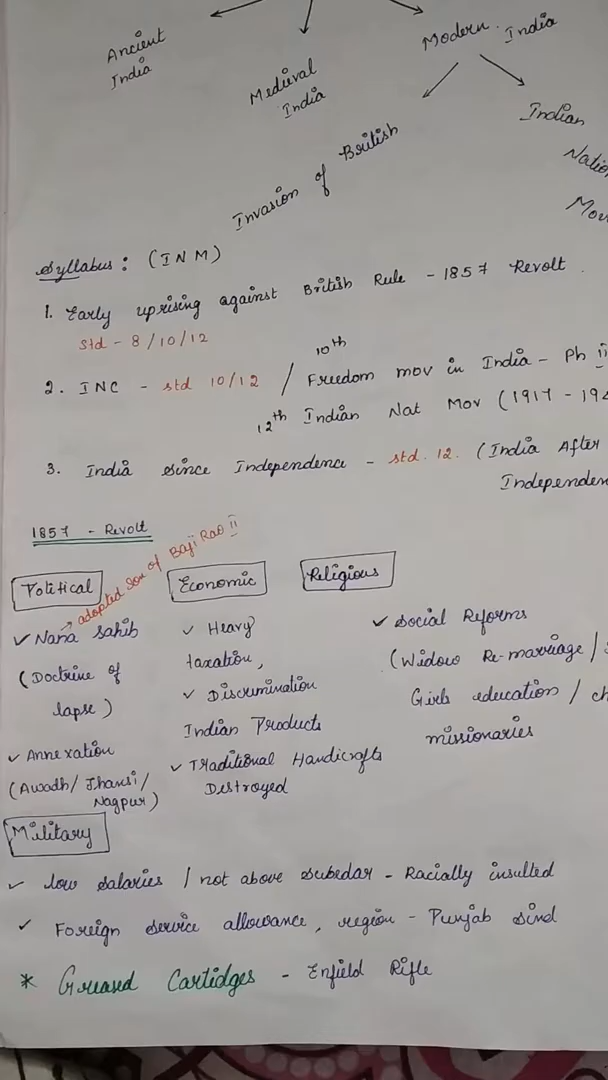 Ancient India
Medieval India
Modern India
Invasion of British
Indian
Syllabus : (INM)
1. Early uprising against British Rule - 1857 Revolt.
Std - 8/10/12
2. INC - std 10/12 / 10th Freedom mov in India - Ph II
12th Indian Nat Mov (1917 -
3. India since Independence - std. 12. (India After
1857 - Revolt
Political
Economic
Religious
adopted son of Baji Rao II
✓ Nana Sahib
(Doctrine of
lapse)
✓ Annexation
(Awadh/ Jhansi/
Nagpur)
✓ Heavy
taxation,
✓ Discrimination
Indian Products
✓ Traditional Handicrafts
Destroyed
✓ Social Reforms
(Widow Re-marriage /
Girls education /
missionaries
Military
✓ low salaries / not above subedar - Racially insulted
✓ Foreign service allowance, region - Punjab Sind
* Greased Cartidges - Enfield Rifle